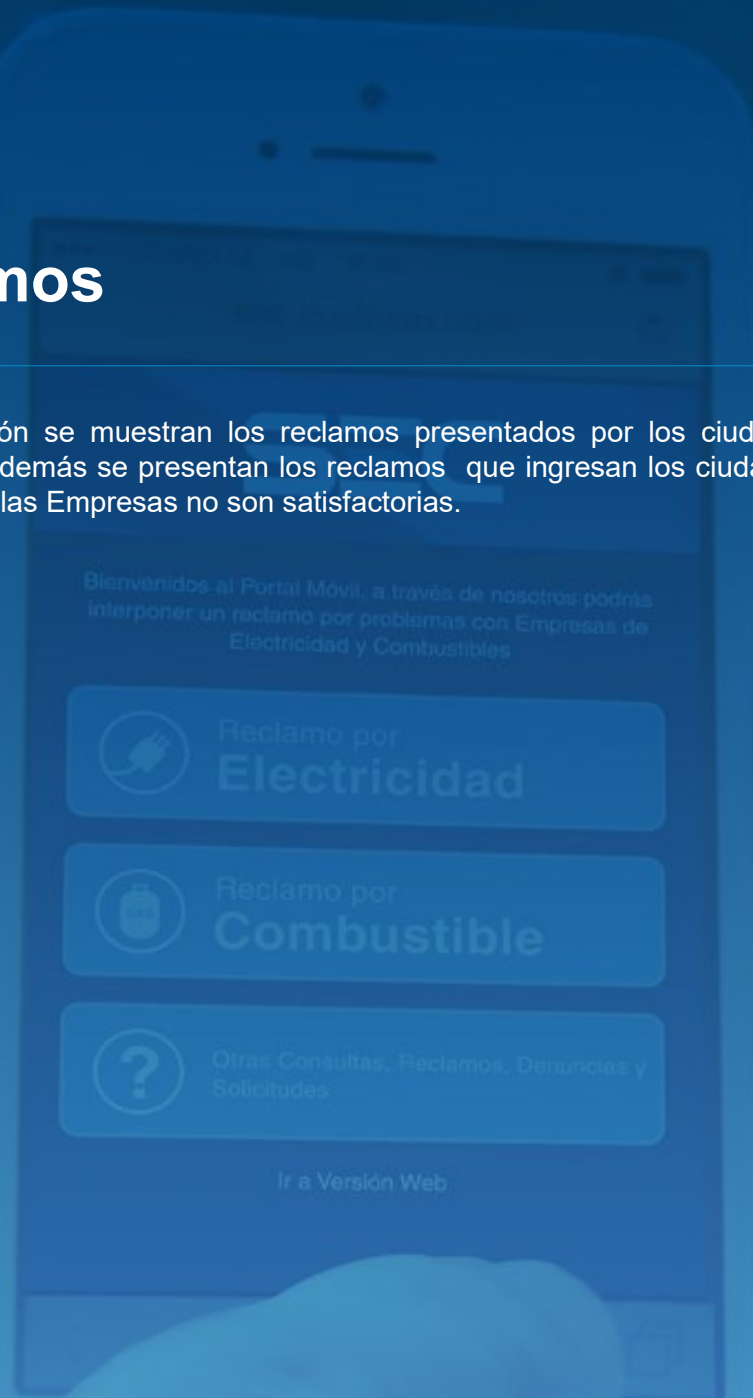 mos
ón se muestran los reclamos presentados por los ciud
demás se presentan los reclamos que ingresan los ciuda
las Empresas no son satisfactorias.
SEC
Bienvenidos al Portal Móvil, a través de nosotros podrás
interponer un reclamo por problemas con Empresas de
Electricidad y Combustibles
Reclamo por
Electricidad
Reclamo por
Combustible
?
Otras Consultas, Reclamos, Denuncias y
Solicitudes
Ir a Versión Web